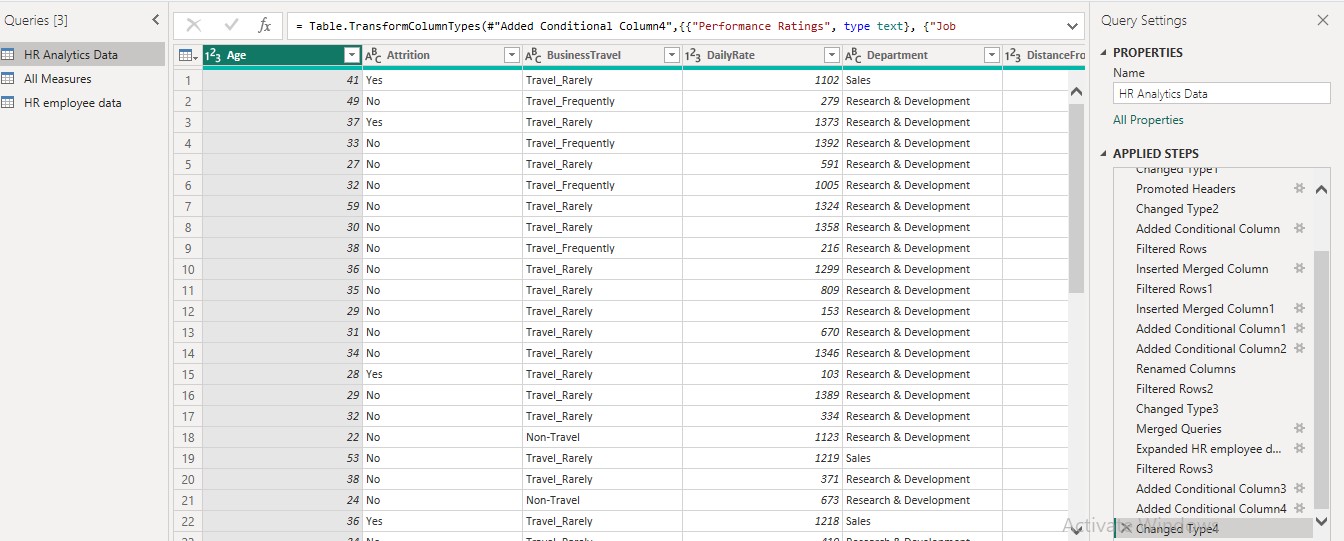 Queries [3]
HR Analytics Data
All Measures
HR employee data
fx = Table.TransformColumnTypes(#"Added Conditional Column4",{{"Performance Ratings", type text}, {"Job
123 Age ABC Attrition ABC BusinessTravel 123 DailyRate ABC Department 123 DistanceFro
1 41 Yes Travel_Rarely 1102 Sales
2 49 No Travel_Frequently 279 Research & Development
3 37 Yes Travel_Rarely 1373 Research & Development
4 33 No Travel_Frequently 1392 Research & Development
5 27 No Travel_Rarely 591 Research & Development
6 32 No Travel_Frequently 1005 Research & Development
7 59 No Travel_Rarely 1324 Research & Development
8 30 No Travel_Rarely 1358 Research & Development
9 38 No Travel_Frequently 216 Research & Development
10 36 No Travel_Rarely 1299 Research & Development
11 35 No Travel_Rarely 809 Research & Development
12 29 No Travel_Rarely 153 Research & Development
13 31 No Travel_Rarely 670 Research & Development
14 34 No Travel_Rarely 1346 Research & Development
15 28 Yes Travel_Rarely 103 Research & Development
16 29 No Travel_Rarely 1389 Research & Development
17 32 No Travel_Rarely 334 Research & Development
18 22 No Non-Travel 1123 Research & Development
19 53 No Travel_Rarely 1219 Sales
20 38 No Travel_Rarely 371 Research & Development
21 24 No Non-Travel 673 Research & Development
22 36 Yes Travel_Rarely 1218 Sales
Query Settings
PROPERTIES
Name
HR Analytics Data
All Properties
APPLIED STEPS
Changed Type1
Promoted Headers
Changed Type2
Added Conditional Column
Filtered Rows
Inserted Merged Column
Filtered Rows1
Inserted Merged Column1
Added Conditional Column1
Added Conditional Column2
Renamed Columns
Filtered Rows2
Changed Type3
Merged Queries
Expanded HR employee d...
Filtered Rows3
Added Conditional Column3
Added Conditional Column4
Changed Type4
Activate Windows